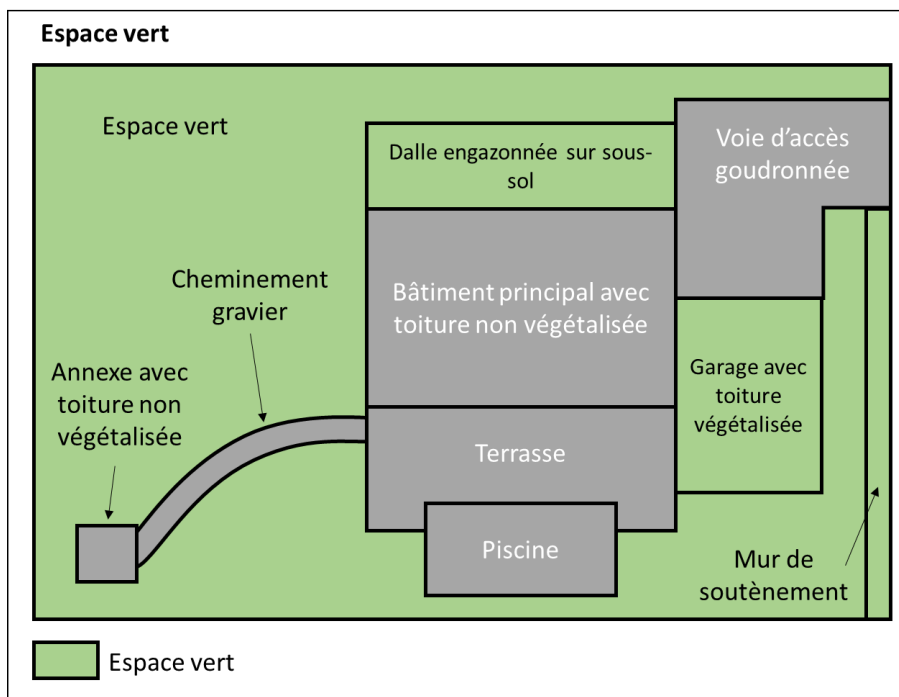 Espace vert
Espace vert
Voie d’accès
goudronnée
Dalle engazonnée sur sous-
sol
Cheminement
gravier
Bâtiment principal avec
toiture non végétalisée
Annexe avec
toiture non
végétalisée
Garage avec
toiture
végétalisée
Terrasse
Piscine
Mur de
soutènement
Espace vert